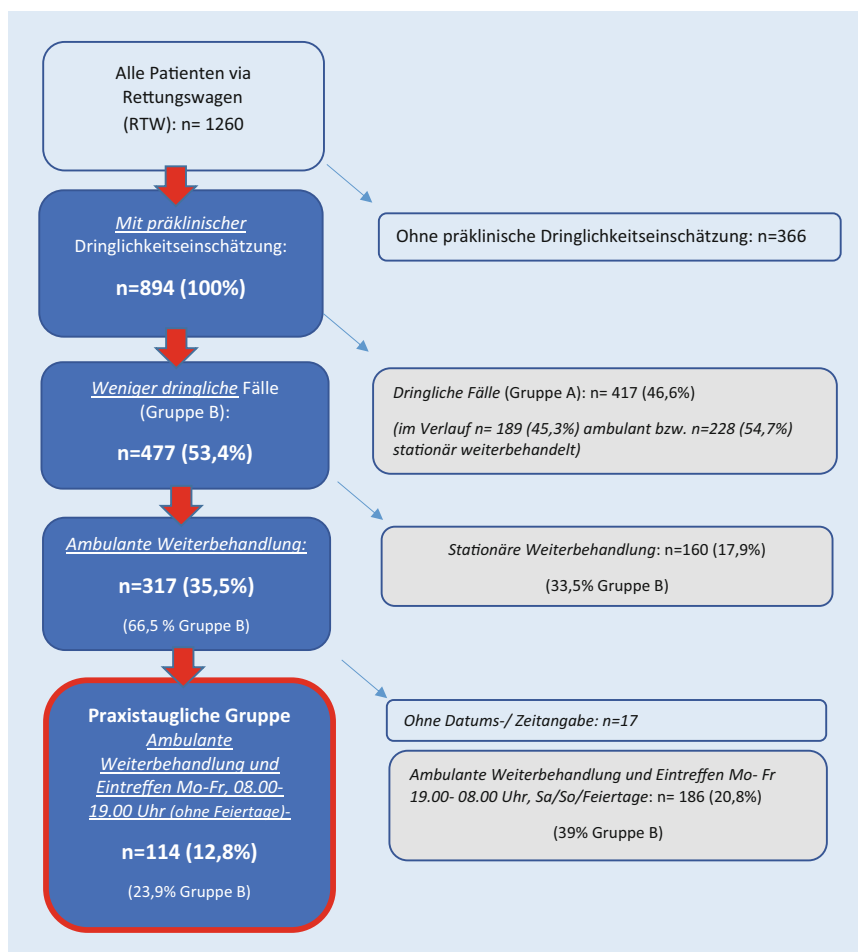 Alle Patienten via
Rettungswagen
(RTW): n= 1260
Mit präklinischer
Dringlichkeitseinschätzung:
n=894 (100%)
Ohne präklinische Dringlichkeitseinschätzung: n=366
Weniger dringliche Fälle
(Gruppe B):
n=477 (53,4%)
Dringliche Fälle (Gruppe A): n= 417 (46,6%)
(im Verlauf n= 189 (45,3%) ambulant bzw. n=228 (54,7%)
stationär weiterbehandelt)
Ambulante Weiterbehandlung:
n=317 (35,5%)
(66,5 % Gruppe B)
Stationäre Weiterbehandlung: n=160 (17,9%)
(33,5% Gruppe B)
Praxistaugliche Gruppe
Ambulante
Weiterbehandlung und
Eintreffen Mo-Fr, 08.00-
19.00 Uhr (ohne Feiertage)-
n=114 (12,8%)
(23,9% Gruppe B)
Ohne Datums-/ Zeitangabe: n=17
Ambulante Weiterbehandlung und Eintreffen Mo- Fr
19.00- 08.00 Uhr, Sa/So/Feiertage: n= 186 (20,8%)
(39% Gruppe B)